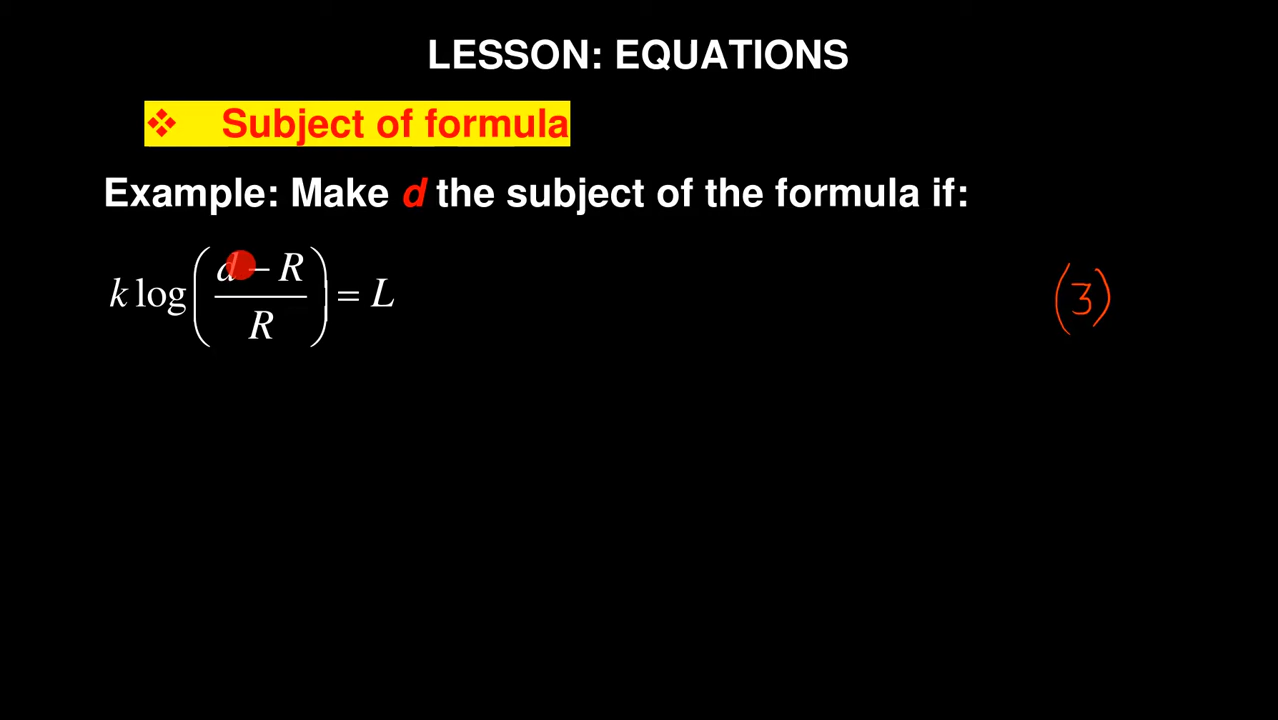 LESSON: EQUATIONS
❖ Subject of formula
Example: Make d the subject of the formula if:
k log((d − R)/R) = L
(3)